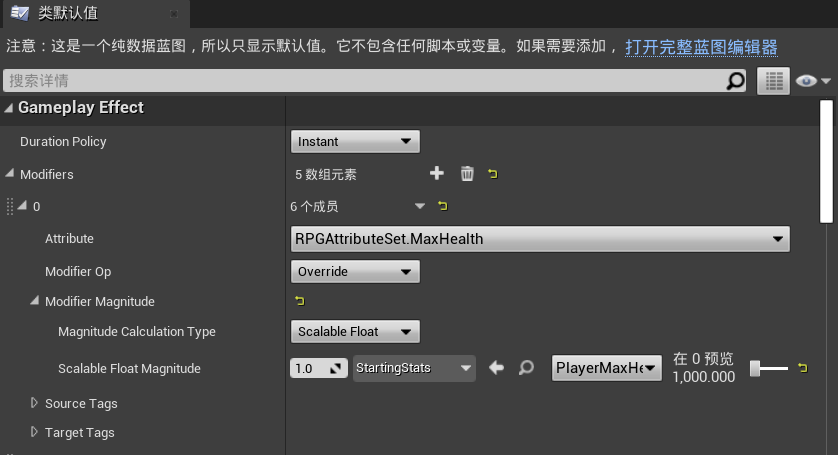 类默认值
注意：这是一个纯数据蓝图，所以只显示默认值。它不包含任何脚本或变量。如果需要添加，打开完整蓝图编辑器
搜索详情
Gameplay Effect
Duration Policy Instant
Modifiers 5 数组元素
0 6 个成员
Attribute RPGAttributeSet.MaxHealth
Modifier Op Override
Modifier Magnitude
Magnitude Calculation Type Scalable Float
Scalable Float Magnitude 1.0 StartingStats PlayerMaxHe 在 0 预览
1,000.000
Source Tags
Target Tags